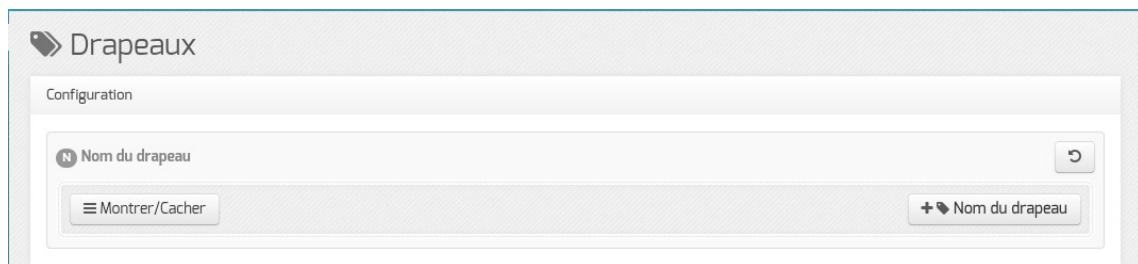 Drapeaux
Configuration
N Nom du drapeau
Montrer/Cacher
Nom du drapeau